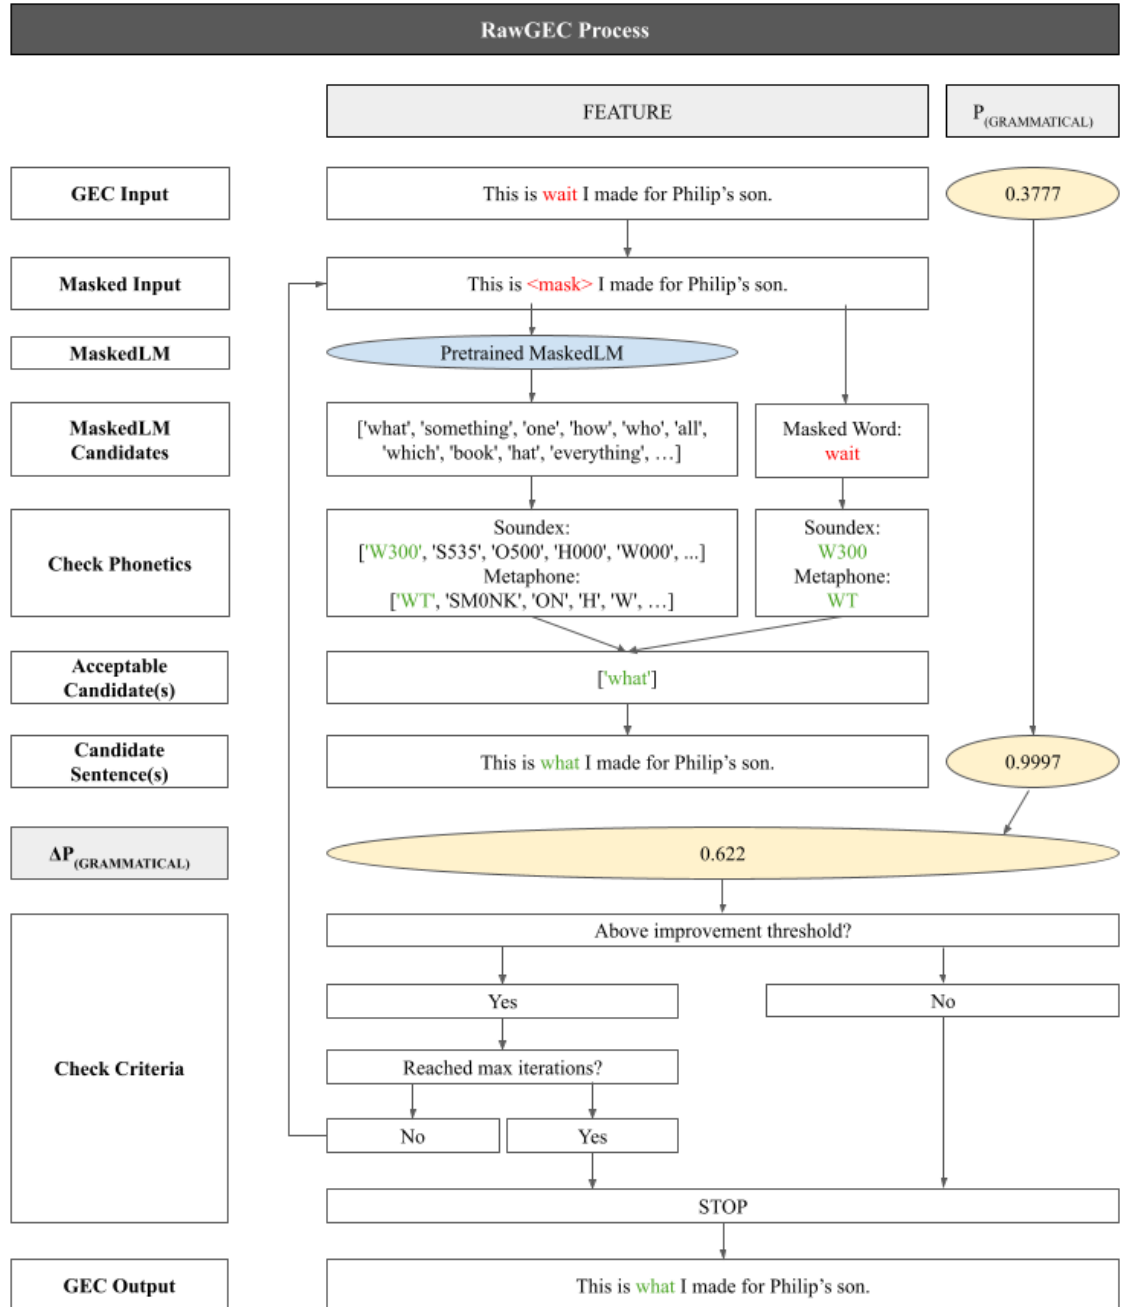 RawGEC Process
FEATURE
P(GRAMMATICAL)
GEC Input
This is wait I made for Philip's son.
0.3777
Masked Input
This is <mask> I made for Philip's son.
MaskedLM
Pretrained MaskedLM
MaskedLM
Candidates
['what', 'something', 'one', 'how', 'who', 'all',
'which', 'book', 'hat', 'everything', …]
Masked Word:
wait
Check Phonetics
Soundex:
['W300', 'S535', 'O500', 'H000', 'W000', ...]
Metaphone:
['WT', 'SM0NK', 'ON', 'H', 'W', …]
Soundex:
W300
Metaphone:
WT
Acceptable
Candidate(s)
['what']
Candidate
Sentence(s)
This is what I made for Philip's son.
0.9997
ΔP(GRAMMATICAL)
0.622
Check Criteria
Above improvement threshold?
Yes
No
Reached max iterations?
No
Yes
STOP
GEC Output
This is what I made for Philip's son.